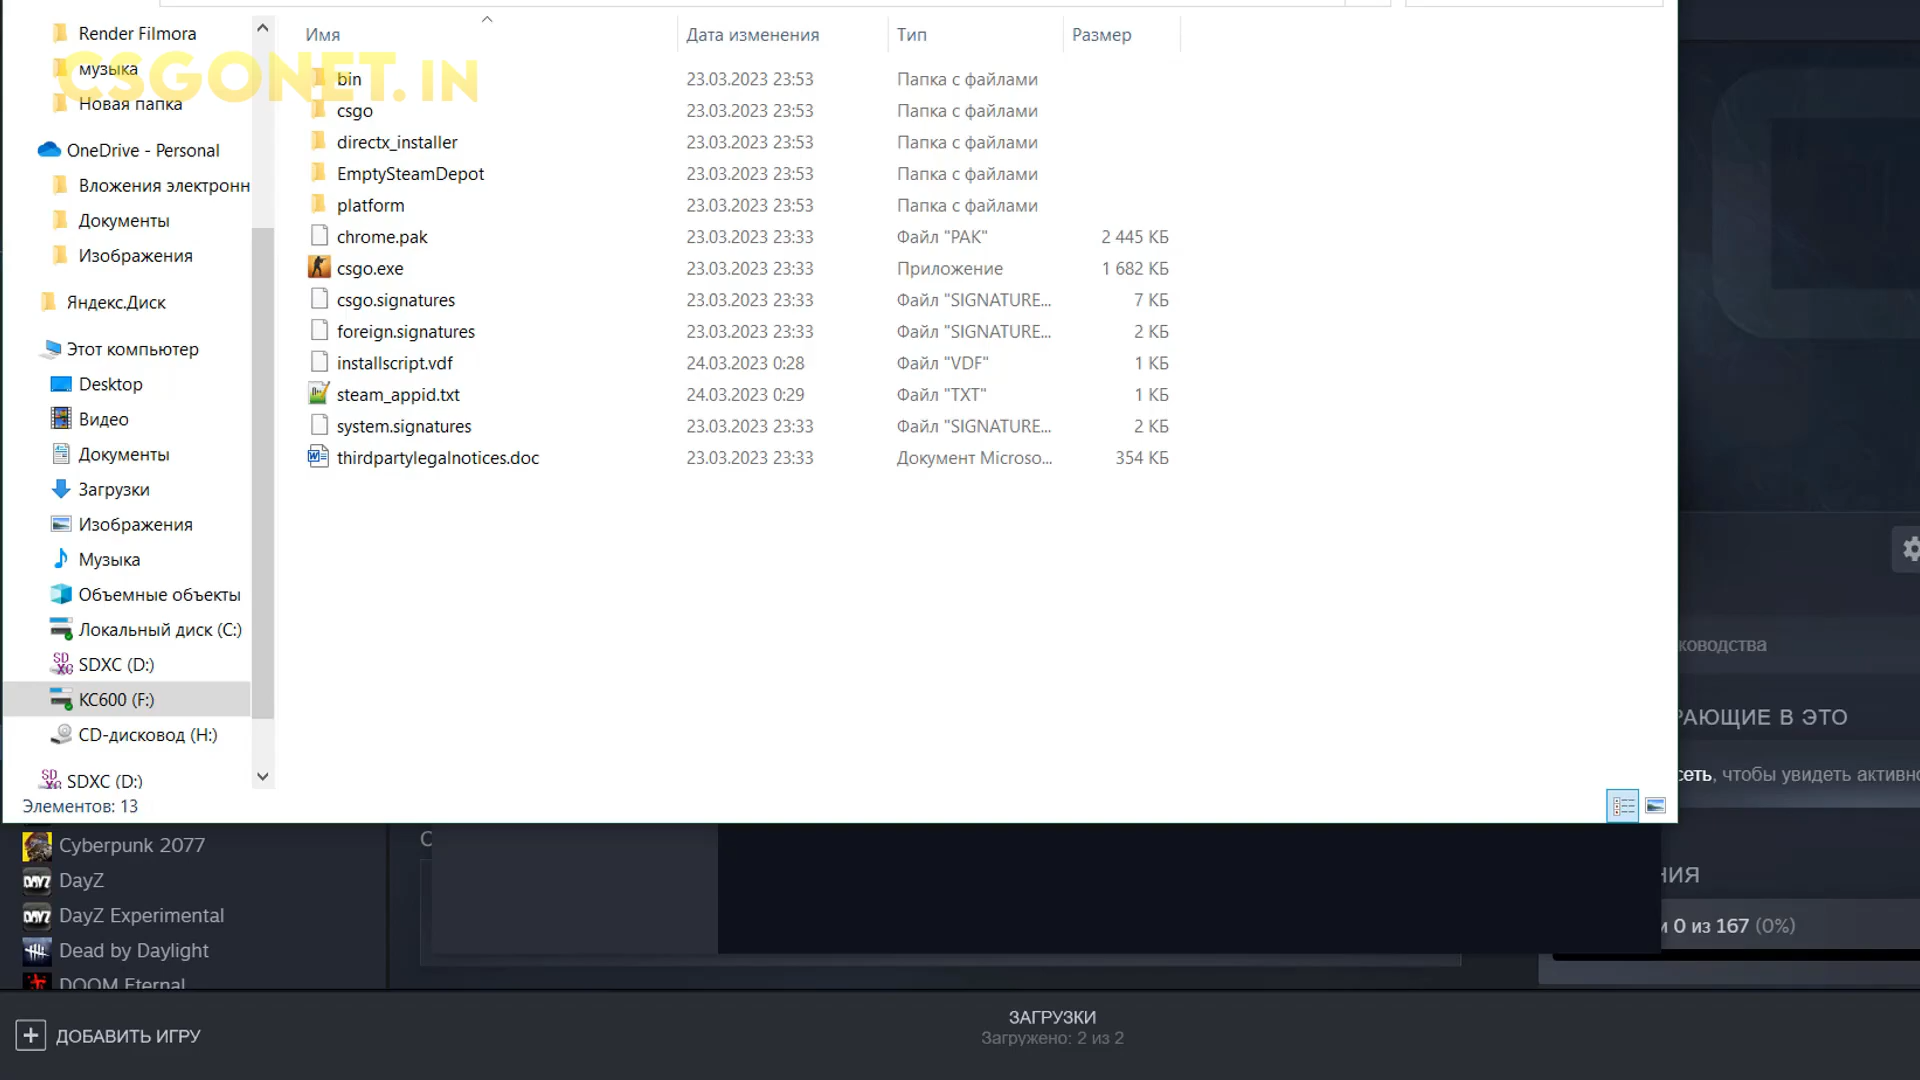 Render Filmora
музыка
Новая папка
OneDrive - Personal
Вложения электронн
Документы
Изображения
Яндекс.Диск
Этот компьютер
Desktop
Видео
Документы
Загрузки
Изображения
Музыка
Объемные объекты
Локальный диск (C:)
SDXC (D:)
KC600 (F:)
CD-дисковод (H:)
SDXC (D:)
Элементов: 13
CSGONET.IN
Имя Дата изменения Тип Размер
bin 23.03.2023 23:53 Папка с файлами
csgo 23.03.2023 23:53 Папка с файлами
directx_installer 23.03.2023 23:53 Папка с файлами
EmptySteamDepot 23.03.2023 23:53 Папка с файлами
platform 23.03.2023 23:53 Папка с файлами
chrome.pak 23.03.2023 23:33 Файл "PAK" 2 445 КБ
csgo.exe 23.03.2023 23:33 Приложение 1 682 КБ
csgo.signatures 23.03.2023 23:33 Файл "SIGNATURE... 7 КБ
foreign.signatures 23.03.2023 23:33 Файл "SIGNATURE... 2 КБ
installscript.vdf 24.03.2023 0:28 Файл "VDF" 1 КБ
steam_appid.txt 24.03.2023 0:29 Файл "TXT" 1 КБ
system.signatures 23.03.2023 23:33 Файл "SIGNATURE... 2 КБ
thirdpartylegalnotices.doc 23.03.2023 23:33 Документ Microso... 354 КБ
ководства
РАЮЩИЕ В ЭТО
сеть, чтобы увидеть активно
НИЯ
и 0 из 167 (0%)
Cyberpunk 2077
DayZ
DayZ Experimental
Dead by Daylight
DOOM Eternal
ДОБАВИТЬ ИГРУ
ЗАГРУЗКИ
Загружено: 2 из 2